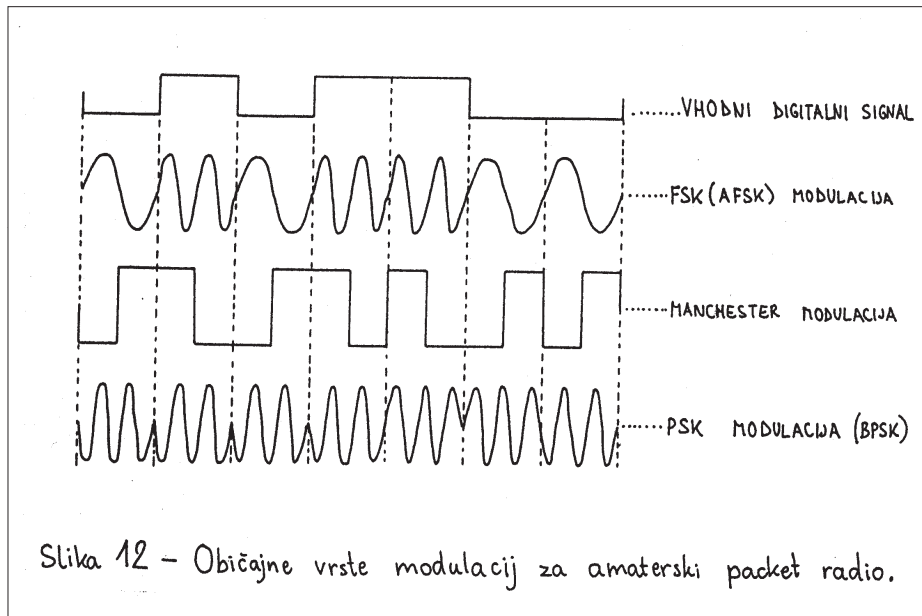 VHODNI DIGITALNI SIGNAL
FSK (AFSK) MODULACIJA
MANCHESTER MODULACIJA
PSK MODULACIJA (BPSK)
Slika 12 – Običajne vrste modulacij za amaterski packet radio.